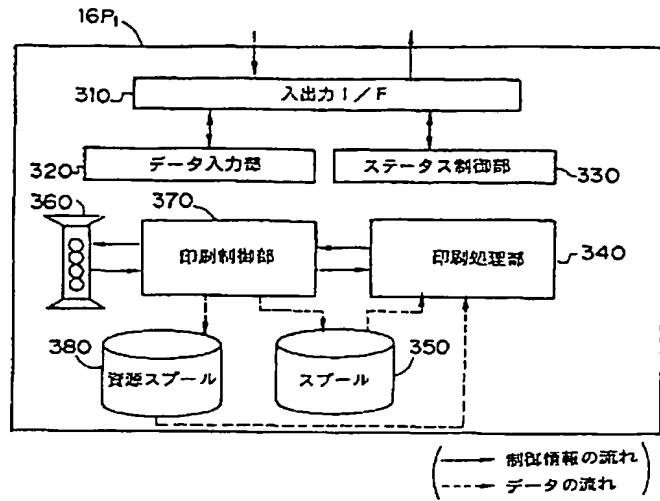 16P₁
310
入出力I/F
320
データ入力部
ステータス制御部
330
360
370
印刷制御部
印刷処理部
340
380
資源スプール
スプール
350
制御情報の流れ
データの流れ